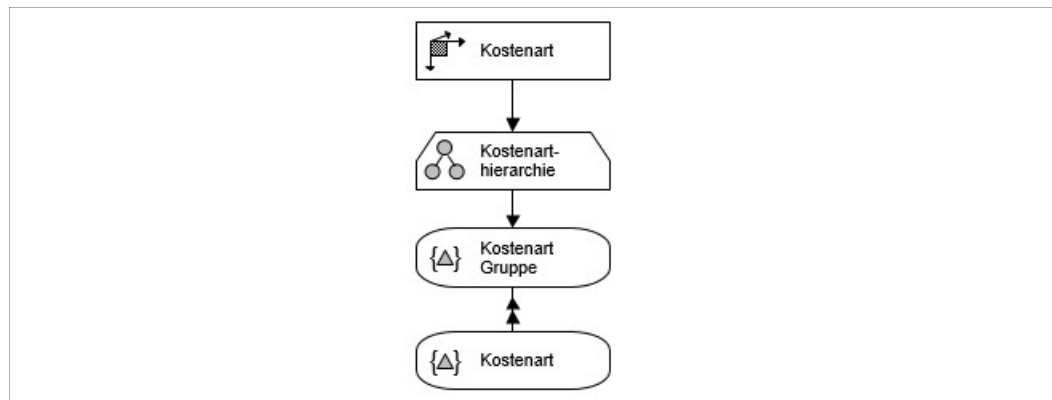 Kostenart
Kostenart-
hierarchie
Kostenart
Gruppe
Kostenart